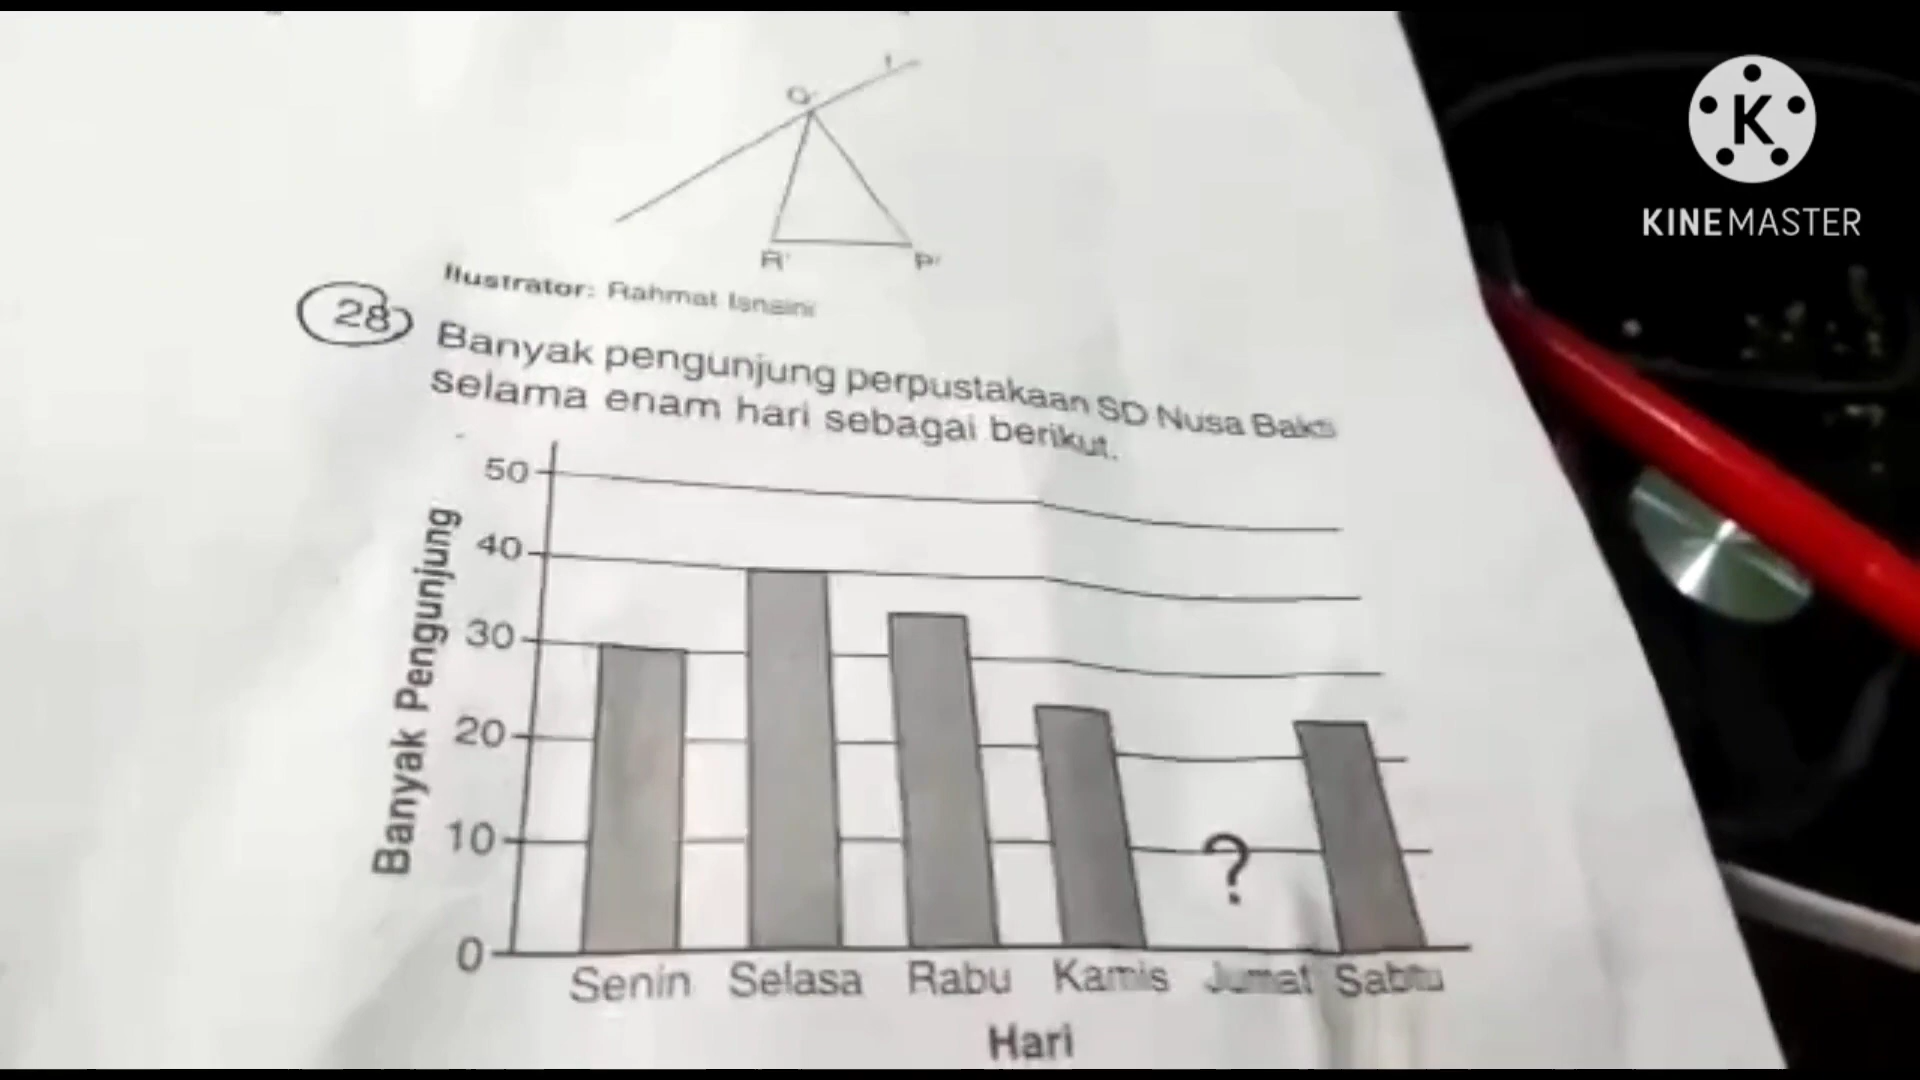 KINEMASTER
Q'
R'
P'
Ilustrator: Rahmat Isnaini
28
Banyak pengunjung perpustakaan SD Nusa Bakti
selama enam hari sebagai berikut.
50
40
30
20
10
0
Banyak Pengunjung
?
Senin Selasa Rabu Kamis Jumat Sabtu
Hari